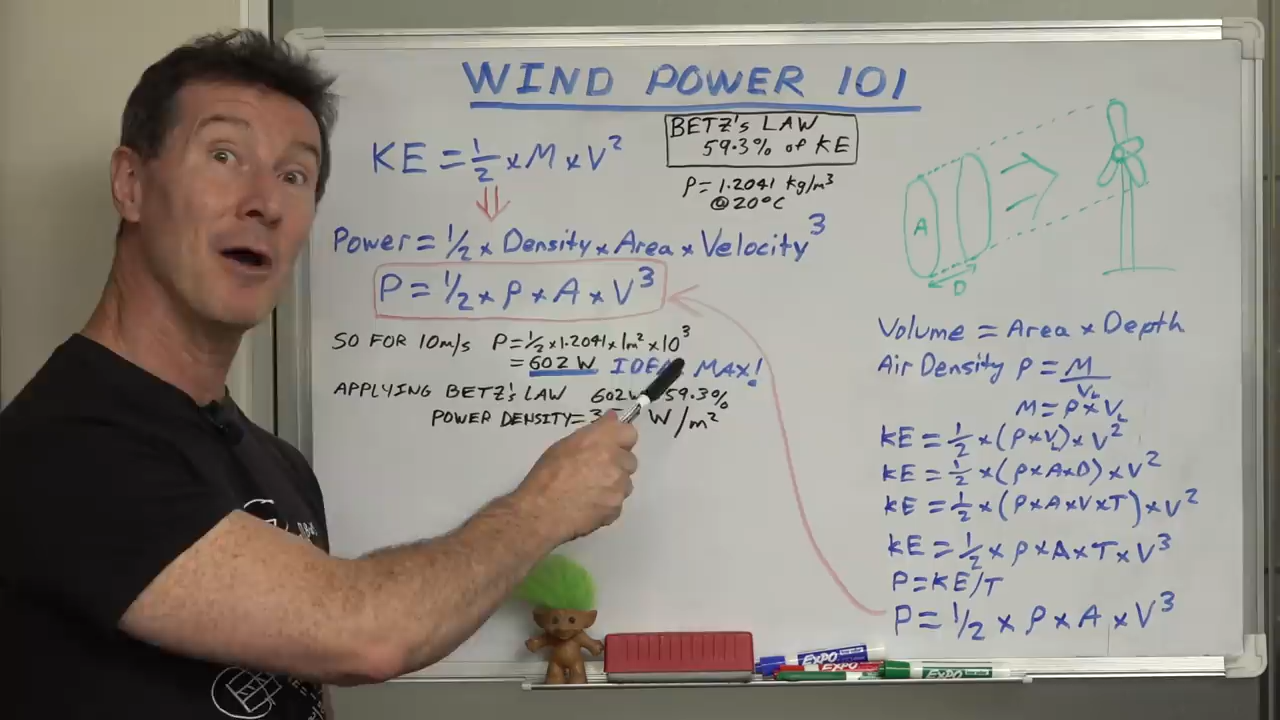 WIND POWER 101
KE = ½ × M × V²
BETZ's LAW
59.3% of KE
ρ = 1.2041 kg/m³
@ 20°C
Power = ½ × Density × Area × Velocity³
P = ½ × ρ × A × V³
SO FOR 10m/s P = ½ × 1.2041 × 1m² × 10³
= 602 W IDEA MAX!
APPLYING BETZ's LAW 602W 59.3%
POWER DENSITY = 3 W/m²
A
D
Volume = Area × Depth
Air Density ρ = M/VL
M = ρ × VL
KE = ½ × (ρ × VL) × V²
KE = ½ × (ρ × A × D) × V²
KE = ½ × (ρ × A × V × T) × V²
KE = ½ × ρ × A × T × V³
P = KE/T
P = ½ × ρ × A × V³
EXPO
EXPO
EXPO